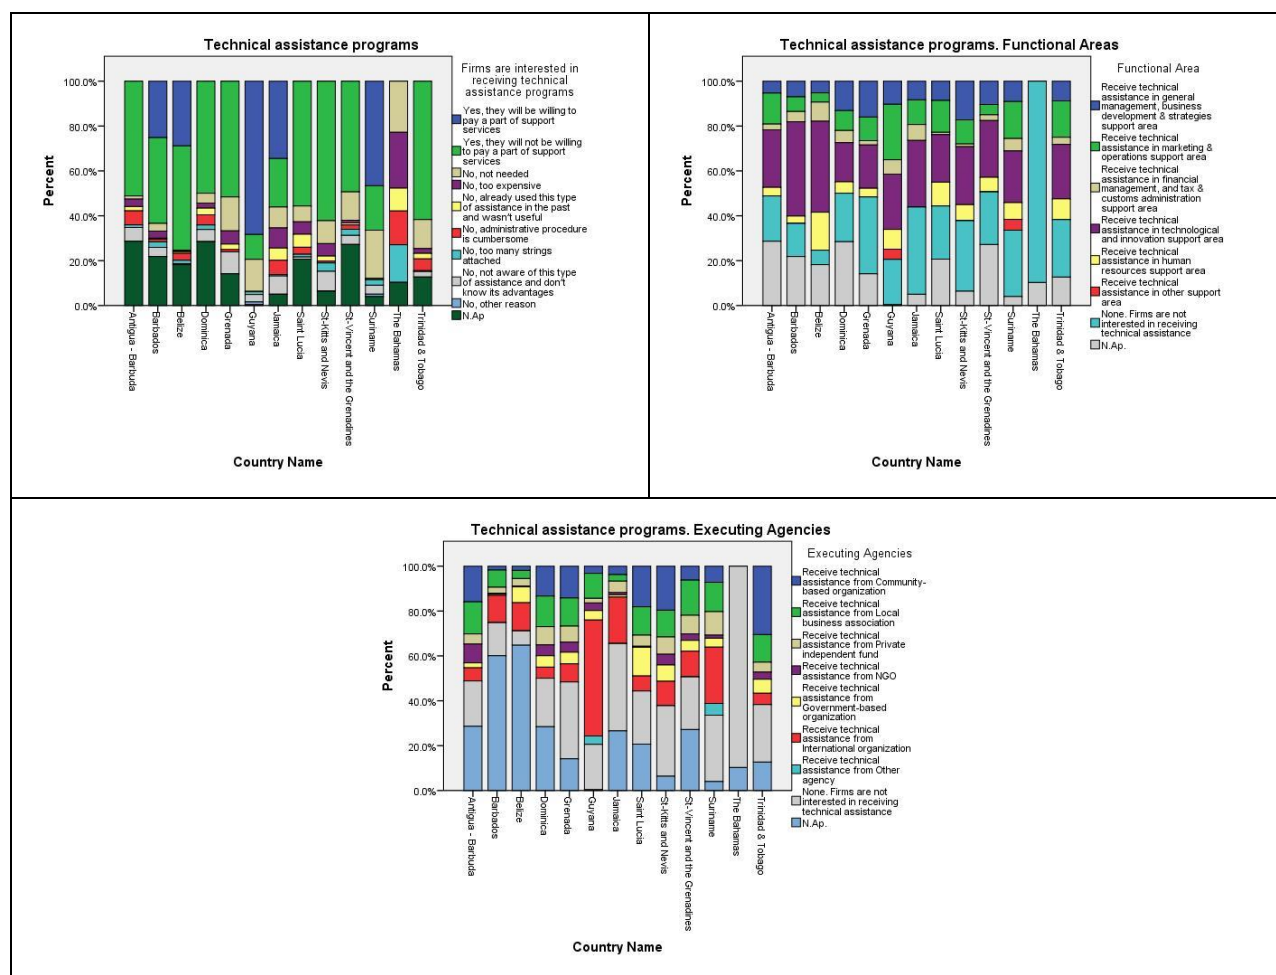 Technical assistance programs
Firms are interested in
receiving technical
assistance programs
100.0%
80.0%
60.0%
40.0%
20.0%
0.0%
Percent
Yes, they will be willing to
pay a part of support
services
Yes, they will not be willing
to pay a part of support
services
No, not needed
No, too expensive
No, already used this type
of assistance in the past
and wasn't useful
No, administrative procedure
is cumbersome
No, too many strings
attached
No, not aware of this type
of assistance and don't
know its advantages
No, other reason
N.Ap
Antigua - Barbuda
Barbados
Belize
Dominica
Grenada
Guyana
Jamaica
Saint Lucia
St-Kitts and Nevis
St-Vincent and the Grenadines
Suriname
The Bahamas
Trinidad & Tobago
Country Name
Technical assistance programs. Functional Areas
Functional Area
100.0%
80.0%
60.0%
40.0%
20.0%
0.0%
Percent
Receive technical
assistance in general
management, business
development & strategies
support area
Receive technical
assistance in marketing &
operations support area
Receive technical
assistance in financial
management, and tax &
customs administration
support area
Receive technical
assistance in technological
and innovation support area
Receive technical
assistance in human
resources support area
Receive technical
assistance in other support
area
None. Firms are not
interested in receiving
technical assistance
N.Ap.
Antigua - Barbuda
Barbados
Belize
Dominica
Grenada
Guyana
Jamaica
Saint Lucia
St-Kitts and Nevis
St-Vincent and the Grenadines
Suriname
The Bahamas
Trinidad & Tobago
Country Name
Technical assistance programs. Executing Agencies
Executing Agencies
100.0%
80.0%
60.0%
40.0%
20.0%
0.0%
Percent
Receive technical
assistance from Community-
based organization
Receive technical
assistance from Local
business association
Receive technical
assistance from Private
independent fund
Receive technical
assistance from NGO
Receive technical
assistance from
Government-based
organization
Receive technical
assistance from
International organization
Receive technical
assistance from Other
agency
None. Firms are not
interested in receiving
technical assistance
N.Ap.
Antigua - Barbuda
Barbados
Belize
Dominica
Grenada
Guyana
Jamaica
Saint Lucia
St-Kitts and Nevis
St-Vincent and the Grenadines
Suriname
The Bahamas
Trinidad & Tobago
Country Name